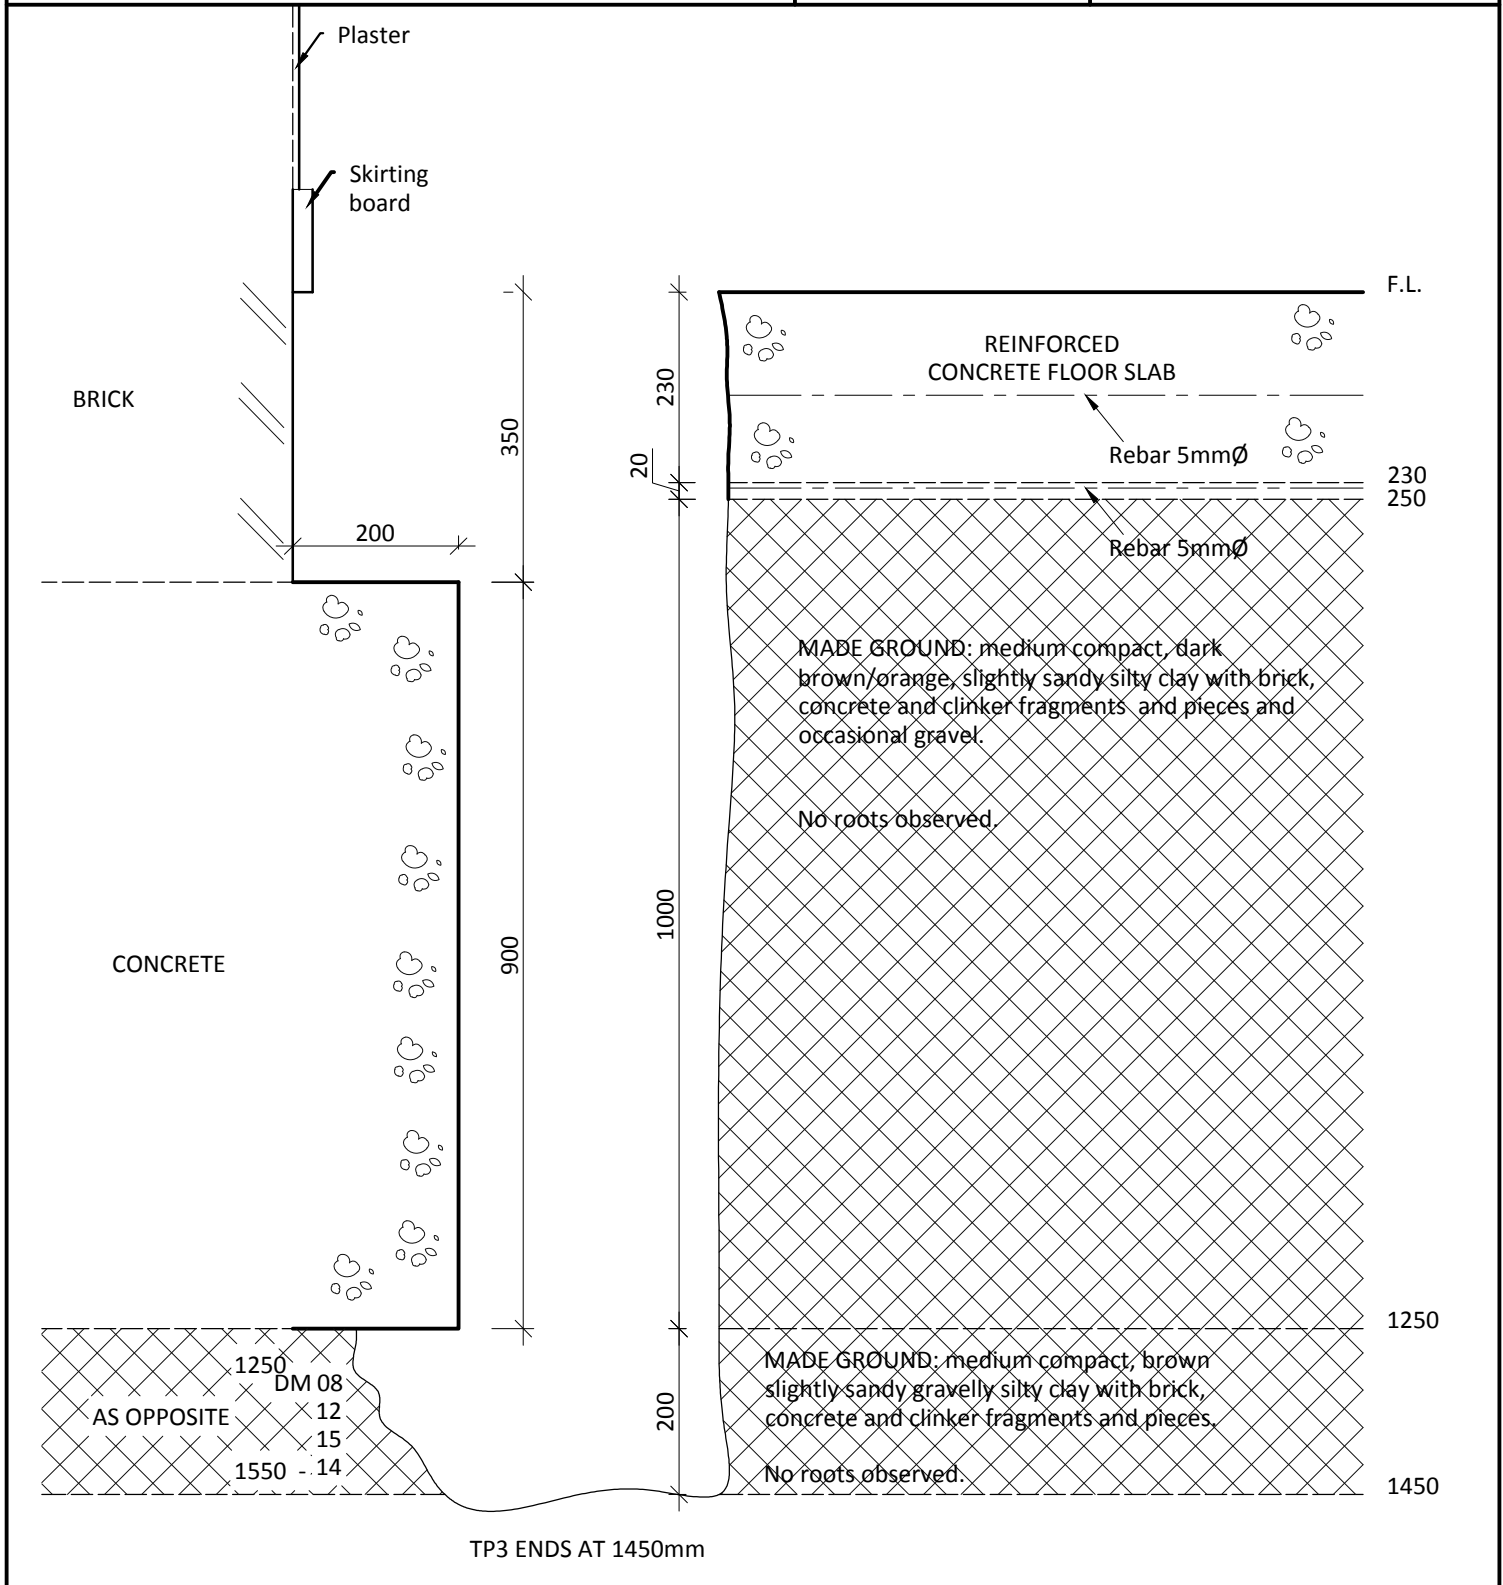 Plaster
Skirting
board
F.L.
REINFORCED
CONCRETE FLOOR SLAB
BRICK
230
350
Rebar 5mmØ
20
230
250
200
Rebar 5mmØ
MADE GROUND: medium compact, dark
brown/orange, slightly sandy silty clay with brick,
concrete and clinker fragments and pieces and
occasional gravel.
No roots observed.
1000
900
CONCRETE
1250
MADE GROUND: medium compact, brown
slightly sandy gravelly silty clay with brick,
concrete and clinker fragments and pieces.
No roots observed.
200
1250
DM 08
AS OPPOSITE
12
15
1550 - 14
1450
TP3 ENDS AT 1450mm